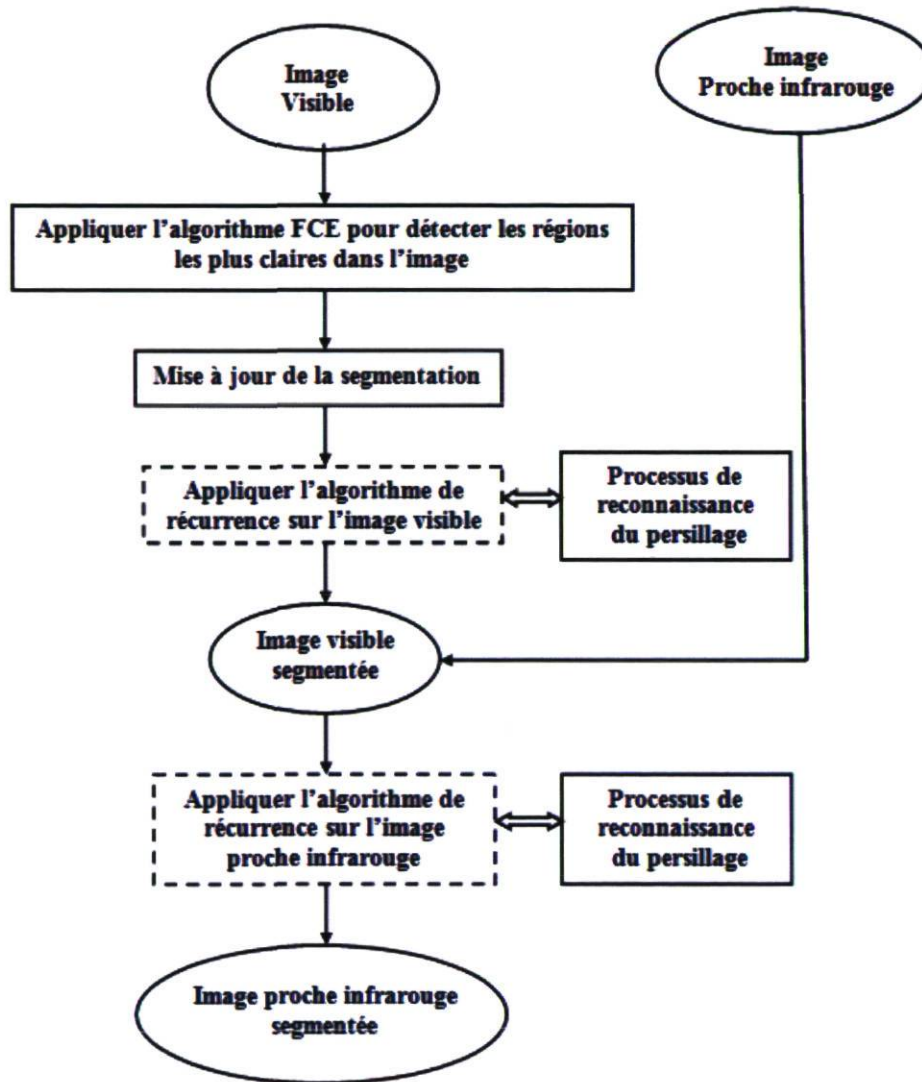 Image
Visible
Image
Proche infrarouge
Appliquer l'algorithme FCE pour détecter les régions
les plus claires dans l'image
Mise à jour de la segmentation
Appliquer l'algorithme de
récurrence sur l'image visible
Processus de
reconnaissance
du persillage
Image visible
segmentée
Appliquer l'algorithme de
récurrence sur l'image
proche infrarouge
Processus de
reconnaissance
du persillage
Image proche infrarouge
segmentée